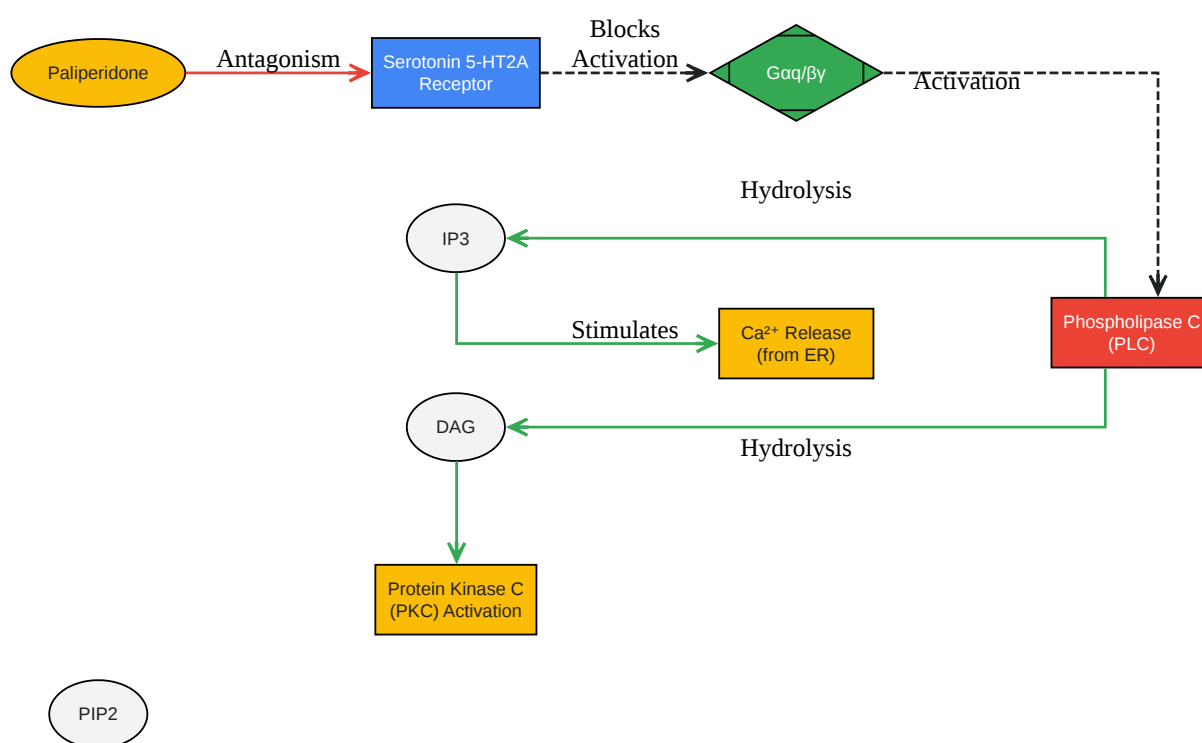 Paliperidone
Antagonism
Serotonin 5-HT2A
Receptor
Blocks
Activation
Gαq/βγ
Activation
Hydrolysis
IP3
Stimulates
Ca²⁺ Release
(from ER)
Phospholipase C
(PLC)
DAG
Hydrolysis
Protein Kinase C
(PKC) Activation
PIP2